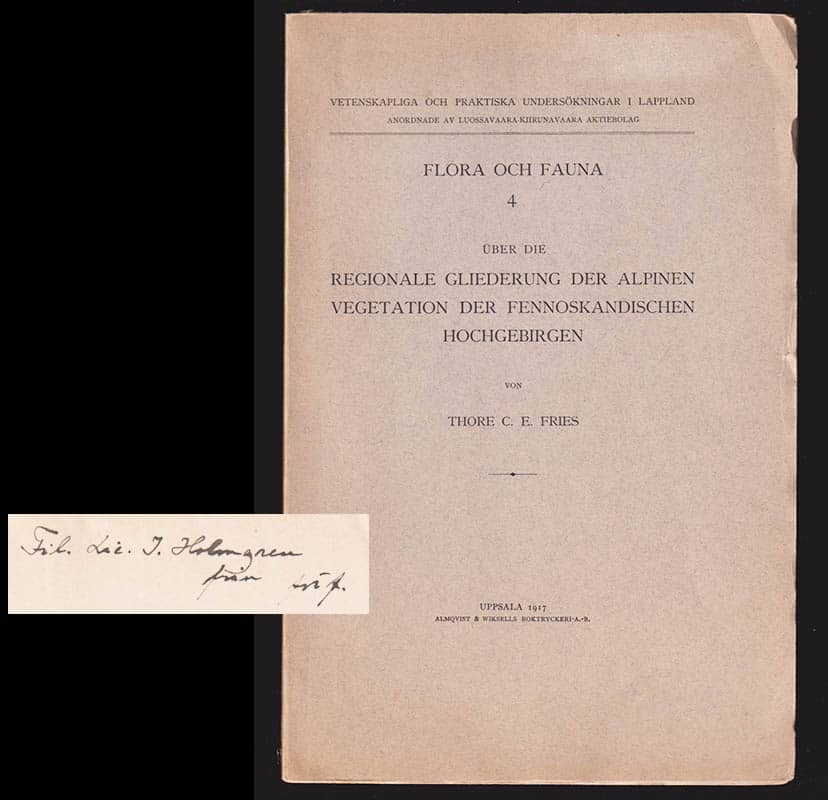 VETENSKAPLIGA OCH PRAKTISKA UNDERSÖKNINGAR I LAPPLAND
ANORDNADE AV LUOSSAVAARA-KIIRUNAVAARA AKTIEBOLAG
FLORA OCH FAUNA
4
ÜBER DIE
REGIONALE GLIEDERUNG DER ALPINEN
VEGETATION DER FENNOSKANDISCHEN
HOCHGEBIRGEN
VON
THORE C. E. FRIES
UPPSALA 1917
ALMQVIST & WIKSELLS BOKTRYCKERI-A.-B.
Fil. Lic. I. Holmgren
från förf.